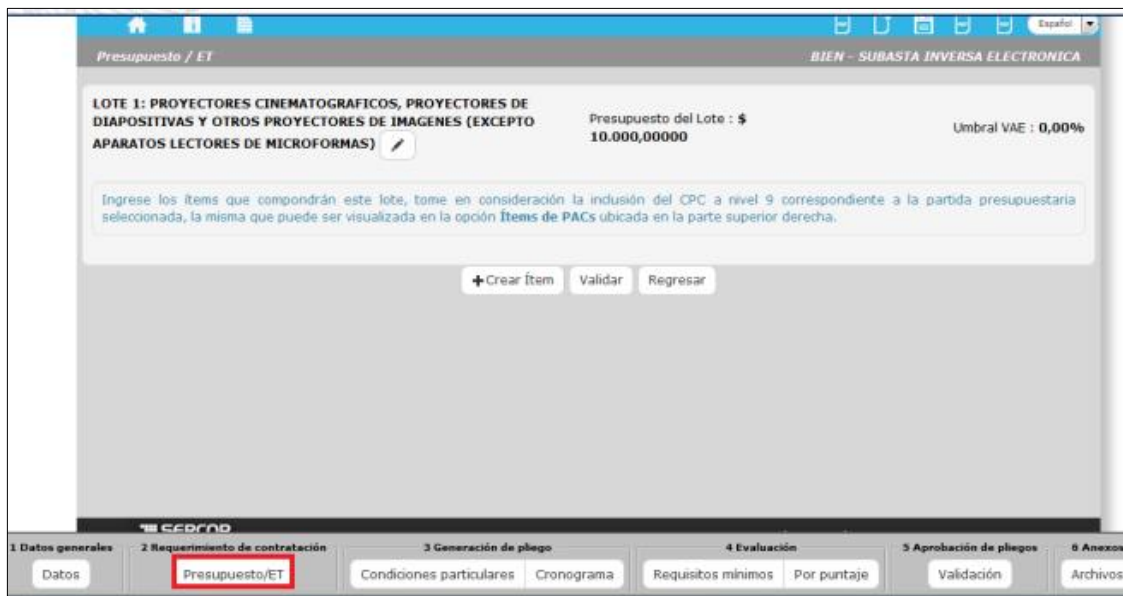 Español
Presupuesto / ET
BIEN - SUBASTA INVERSA ELECTRONICA
LOTE 1: PROYECTORES CINEMATOGRAFICOS, PROYECTORES DE
DIAPOSITIVAS Y OTROS PROYECTORES DE IMAGENES (EXCEPTO
APARATOS LECTORES DE MICROFORMAS)
Presupuesto del Lote : $
10.000,00000
Umbral VAE : 0,00%
Ingrese los ítems que compondrán este lote, tome en consideración la inclusión del CPC a nivel 9 correspondiente a la partida presupuestaria
seleccionada, la misma que puede ser visualizada en la opción Ítems de PACs ubicada en la parte superior derecha.
+Crear Ítem
Validar
Regresar
SERCOP
1 Datos generales
2 Requerimiento de contratación
3 Generación de pliego
4 Evaluación
5 Aprobación de pliegos
6 Anexos
Datos
Presupuesto/ET
Condiciones particulares
Cronograma
Requisitos mínimos
Por puntaje
Validación
Archivos